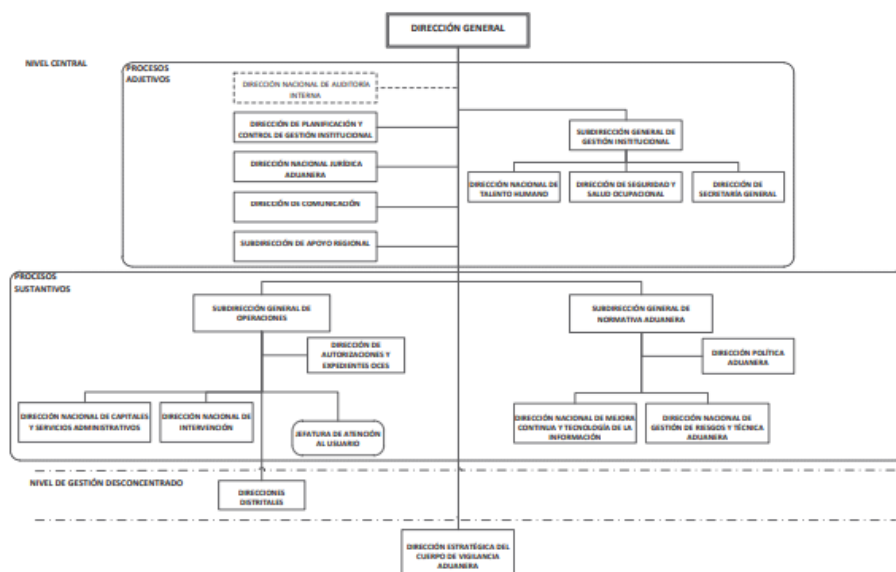 DIRECCIÓN GENERAL
NIVEL CENTRAL
PROCESOS
ADJETIVOS
DIRECCIÓN NACIONAL DE AUDITORÍA
INTERNA
DIRECCIÓN DE PLANIFICACIÓN Y
CONTROL DE GESTIÓN INSTITUCIONAL
SUBDIRECCIÓN GENERAL DE
GESTIÓN INSTITUCIONAL
DIRECCIÓN NACIONAL JURÍDICA
ADUANERA
DIRECCIÓN NACIONAL DE
TALENTO HUMANO
DIRECCIÓN DE SEGURIDAD Y
SALUD OCUPACIONAL
DIRECCIÓN DE
SECRETARÍA GENERAL
DIRECCIÓN DE COMUNICACIÓN
SUBDIRECCIÓN DE APOYO REGIONAL
PROCESOS
SUSTANTIVOS
SUBDIRECCIÓN GENERAL DE
OPERACIONES
SUBDIRECCIÓN GENERAL DE
NORMATIVA ADUANERA
DIRECCIÓN DE
AUTORIZACIONES Y
EXPEDIENTES OCES
DIRECCIÓN POLÍTICA
ADUANERA
DIRECCIÓN NACIONAL DE CAPITALES
Y SERVICIOS ADMINISTRATIVOS
DIRECCIÓN NACIONAL DE
INTERVENCIÓN
JEFATURA DE ATENCIÓN
AL USUARIO
DIRECCIÓN NACIONAL DE MEJORA
CONTINUA Y TECNOLOGÍA DE LA
INFORMACIÓN
DIRECCIÓN NACIONAL DE
GESTIÓN DE RIESGOS Y TÉCNICA
ADUANERA
NIVEL DE GESTIÓN DESCONCENTRADO
DIRECCIONES
DISTRITALES
DIRECCIÓN ESTRATÉGICA DEL
CUERPO DE VIGILANCIA
ADUANERA